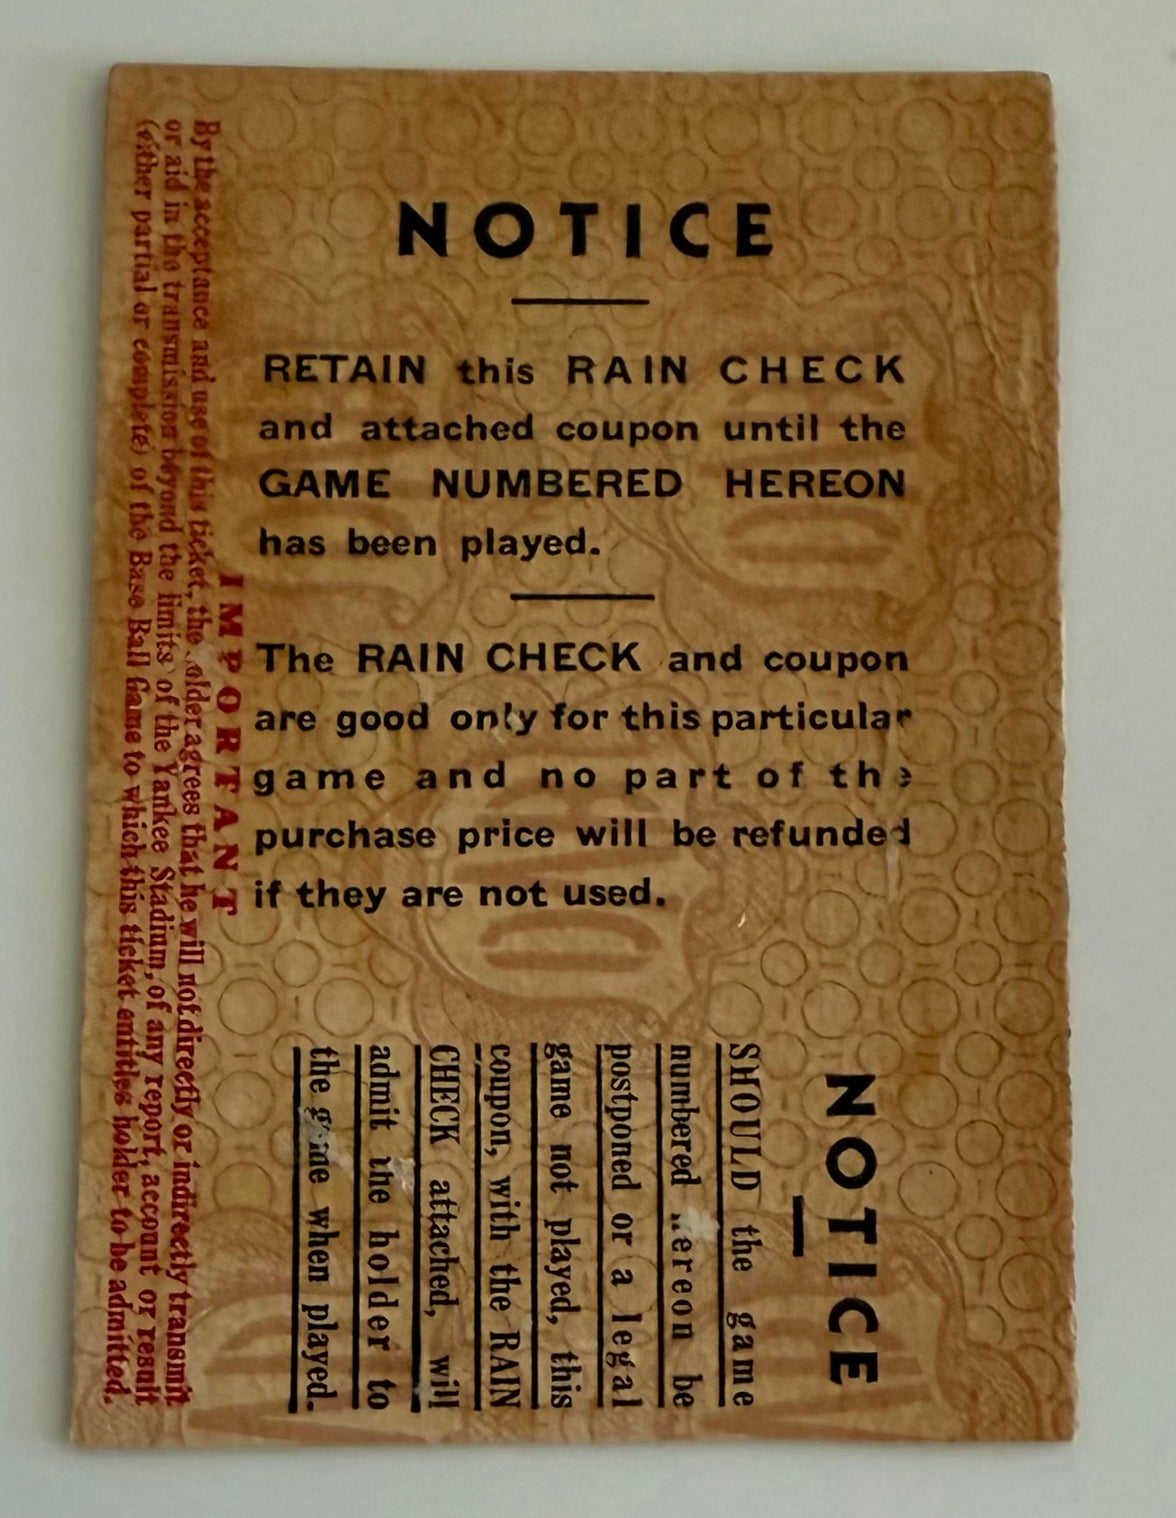 NOTICE
RETAIN this RAIN CHECK
and attached coupon until the
GAME NUMBERED HEREON
has been played.
The RAIN CHECK and coupon
are good only for this particular
game and no part of the
purchase price will be refunded
if they are not used.
NOTICE
SHOULD the game
numbered hereon be
postponed or a legal
game not played, this
coupon, with the RAIN
CHECK attached, will
admit the holder to
the game when played.
IMPORTANT
By the acceptance and use of this ticket, the holder agrees that he will not directly or indirectly transmit
or aid in the transmission beyond the limits of the Yankee Stadium, of any report, account or result
(either partial or complete) of the Base Ball Game to which this ticket entitles holder to be admitted.